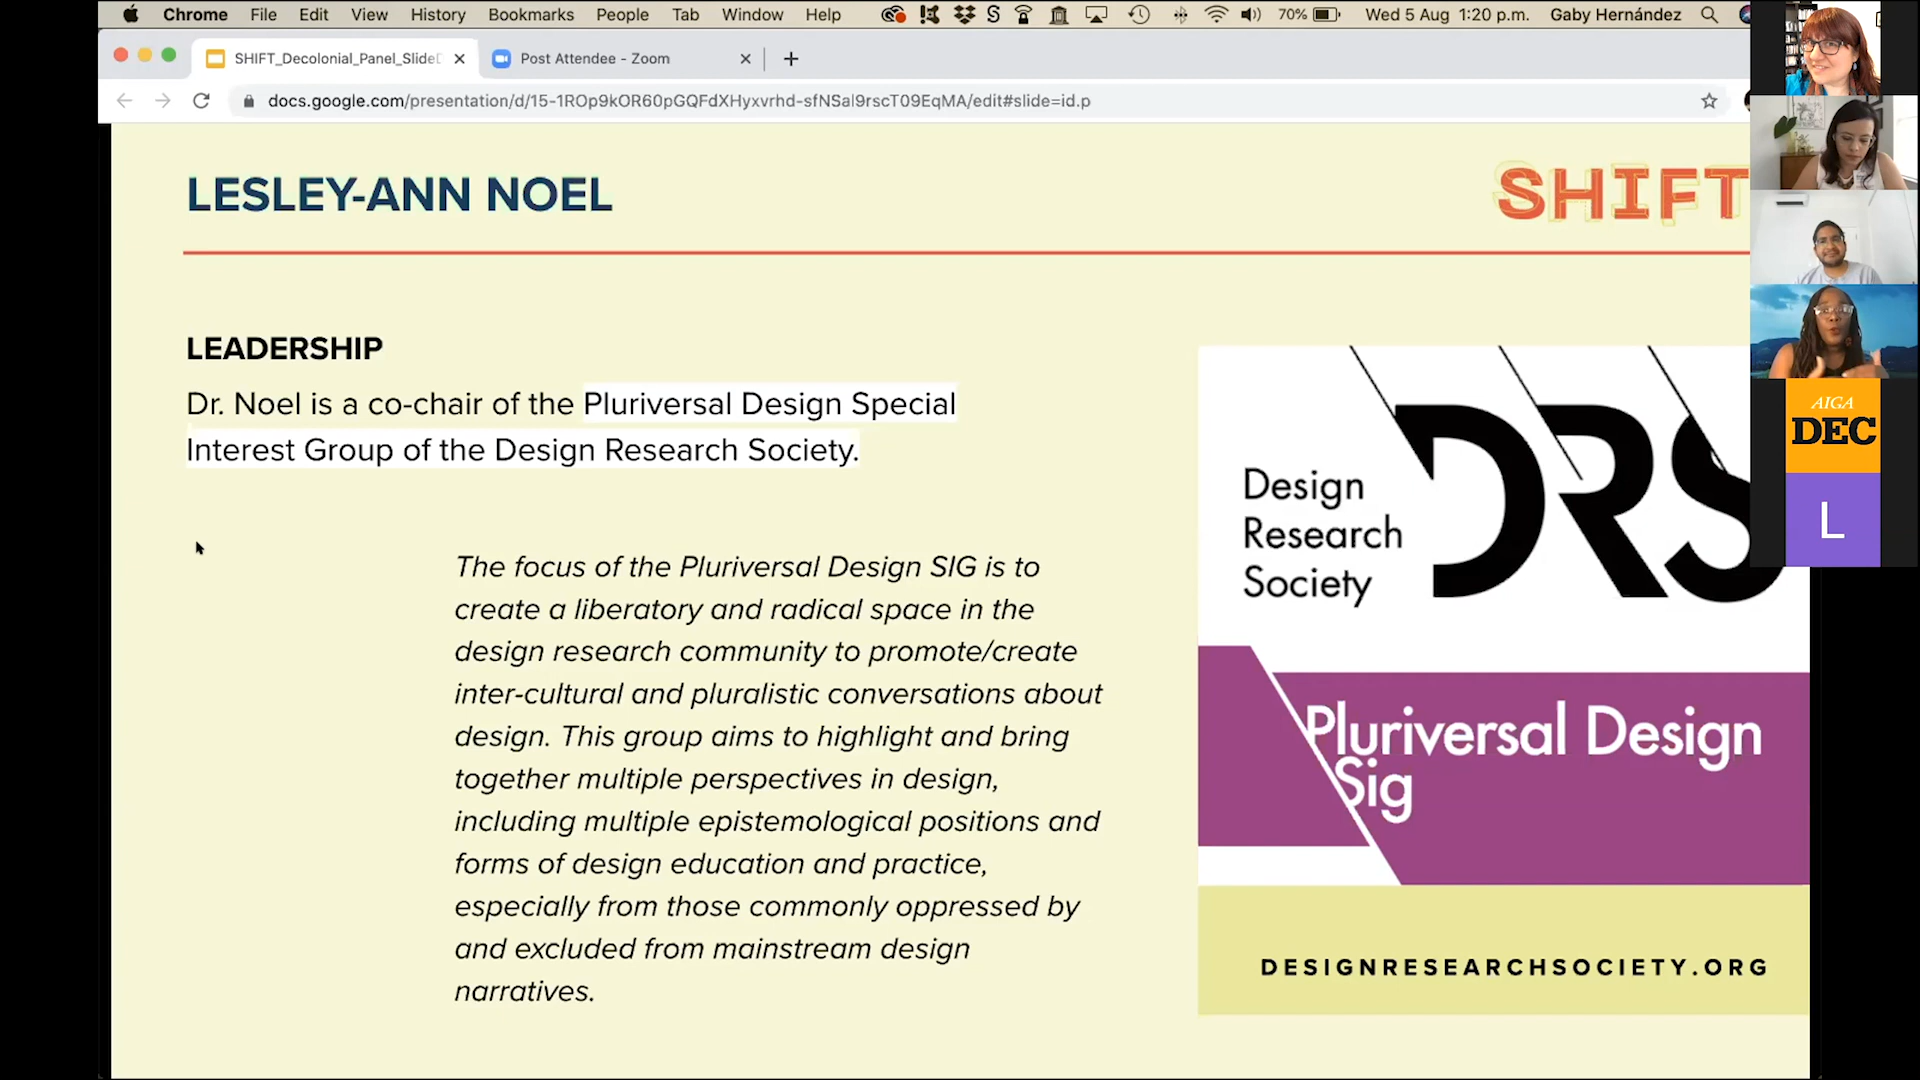 Chrome File Edit View History Bookmarks People Tab Window Help 70% Wed 5 Aug 1:20 p.m. Gaby Hernández
SHIFT_Decolonial_Panel_Slide
Post Attendee - Zoom
docs.google.com/presentation/d/15-1ROp9kOR60pGQFdXHyxvrhd-sfNSal9rscT09EqMA/edit#slide=id.p
LESLEY-ANN NOEL
SHIFT
LEADERSHIP
Dr. Noel is a co-chair of the Pluriversal Design Special
Interest Group of the Design Research Society.
The focus of the Pluriversal Design SIG is to
create a liberatory and radical space in the
design research community to promote/create
inter-cultural and pluralistic conversations about
design. This group aims to highlight and bring
together multiple perspectives in design,
including multiple epistemological positions and
forms of design education and practice,
especially from those commonly oppressed by
and excluded from mainstream design
narratives.
Design
Research
Society
DRS
Pluriversal Design
Sig
DESIGNRESEARCHSOCIETY.ORG
AIGA
DEC
L